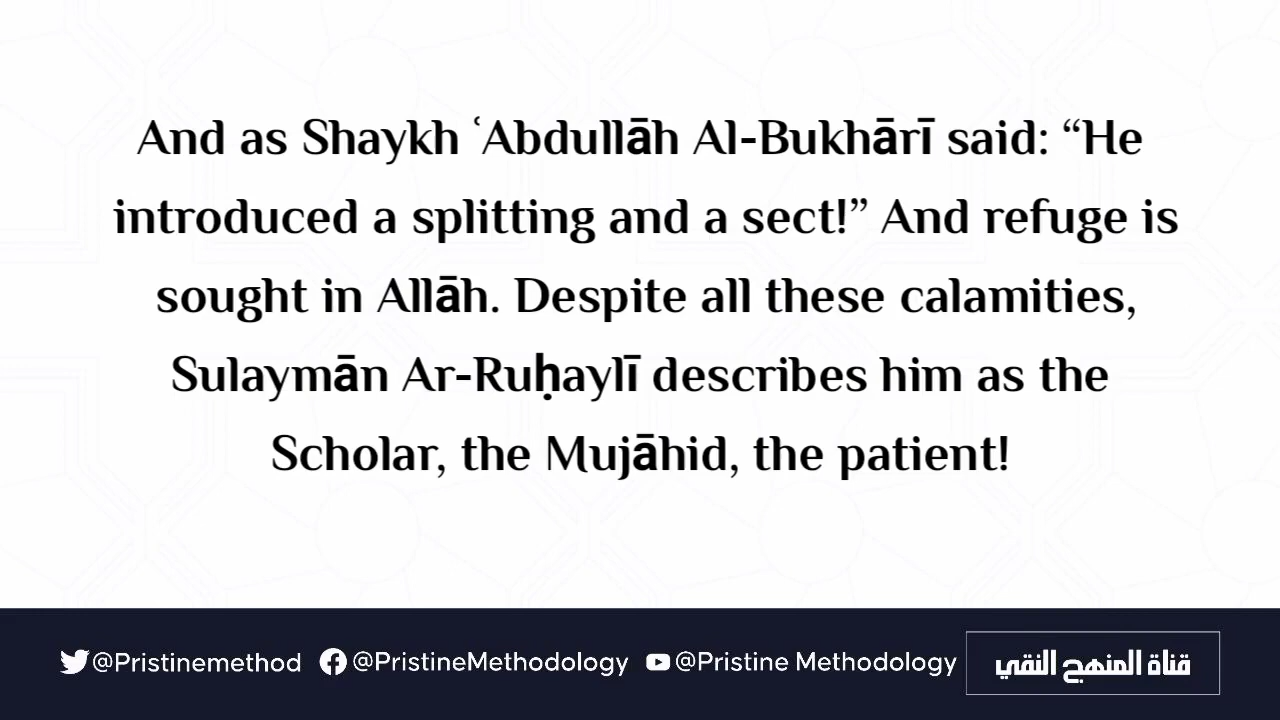 And as Shaykh ʿAbdullāh Al-Bukhārī said: “He
introduced a splitting and a sect!” And refuge is
sought in Allāh. Despite all these calamities,
Sulaymān Ar-Ruḥaylī describes him as the
Scholar, the Mujāhid, the patient!
@Pristinemethod @PristineMethodology @Pristine Methodology قناة المنهج النقي